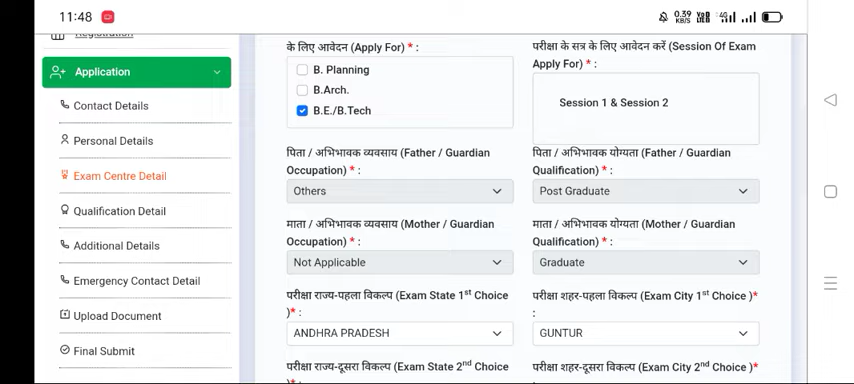 11:48
0.39 KB/S
4G
Registration
Application
के लिए आवेदन (Apply For) * :
B. Planning
B.Arch.
B.E./B.Tech
परीक्षा के सत्र के लिए आवेदन करें (Session Of Exam
Apply For) * :
Session 1 & Session 2
Contact Details
Personal Details
Exam Centre Detail
Qualification Detail
Additional Details
Emergency Contact Detail
Upload Document
Final Submit
पिता / अभिभावक व्यवसाय (Father / Guardian
Occupation) * :
Others
पिता / अभिभावक योग्यता (Father / Guardian
Qualification) * :
Post Graduate
माता / अभिभावक व्यवसाय (Mother / Guardian
Occupation) * :
Not Applicable
माता / अभिभावक योग्यता (Mother / Guardian
Qualification) * :
Graduate
परीक्षा राज्य-पहला विकल्प (Exam State 1st Choice
)* :
ANDHRA PRADESH
परीक्षा शहर-पहला विकल्प (Exam City 1st Choice )*
:
GUNTUR
परीक्षा राज्य-दूसरा विकल्प (Exam State 2nd Choice
)* :
परीक्षा शहर-दूसरा विकल्प (Exam City 2nd Choice )*